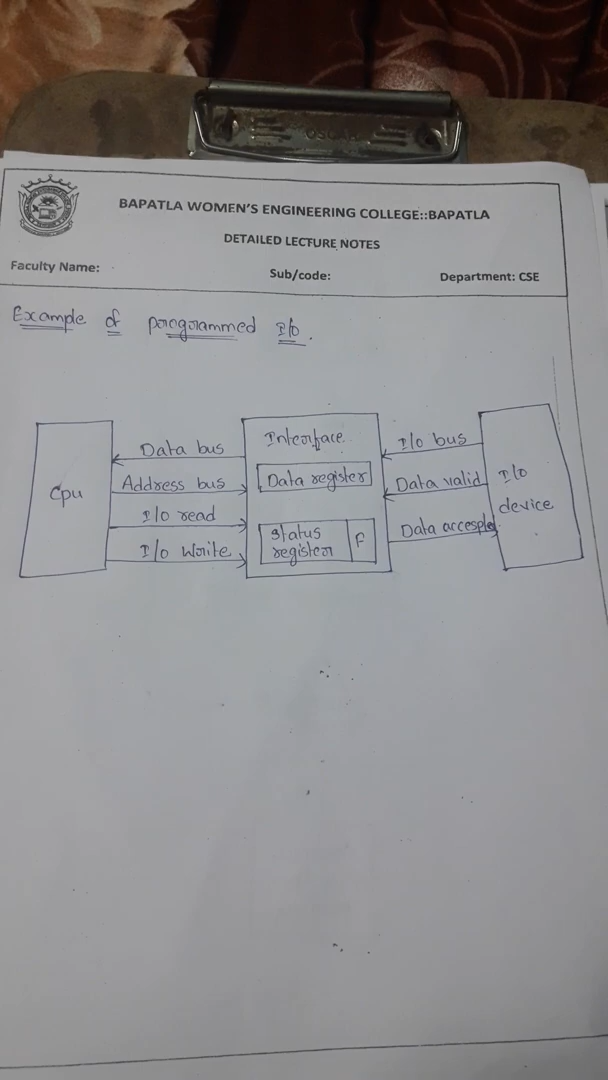 BAPATLA WOMEN'S ENGINEERING COLLEGE::BAPATLA
DETAILED LECTURE NOTES
Faculty Name:
Sub/code:
Department: CSE
Example of programmed I/O.
Cpu
Data bus
Address bus
I/O read
I/O Write
Interface
Data register
status
register
F
I/O bus
Data valid
Data accesple
I/O
device